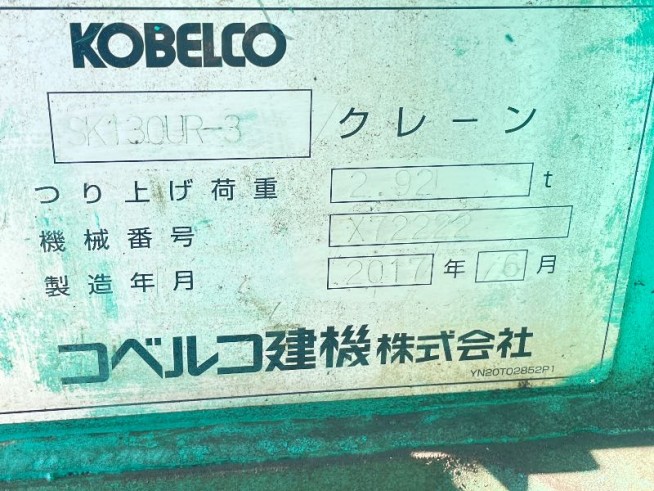 KOBELCO
SK130UR-3 / クレーン
つり上げ荷重 2.92 t
機械番号 X72222
製造年月 2017 年 6 月
コベルコ建機株式会社
YN20T02852P1